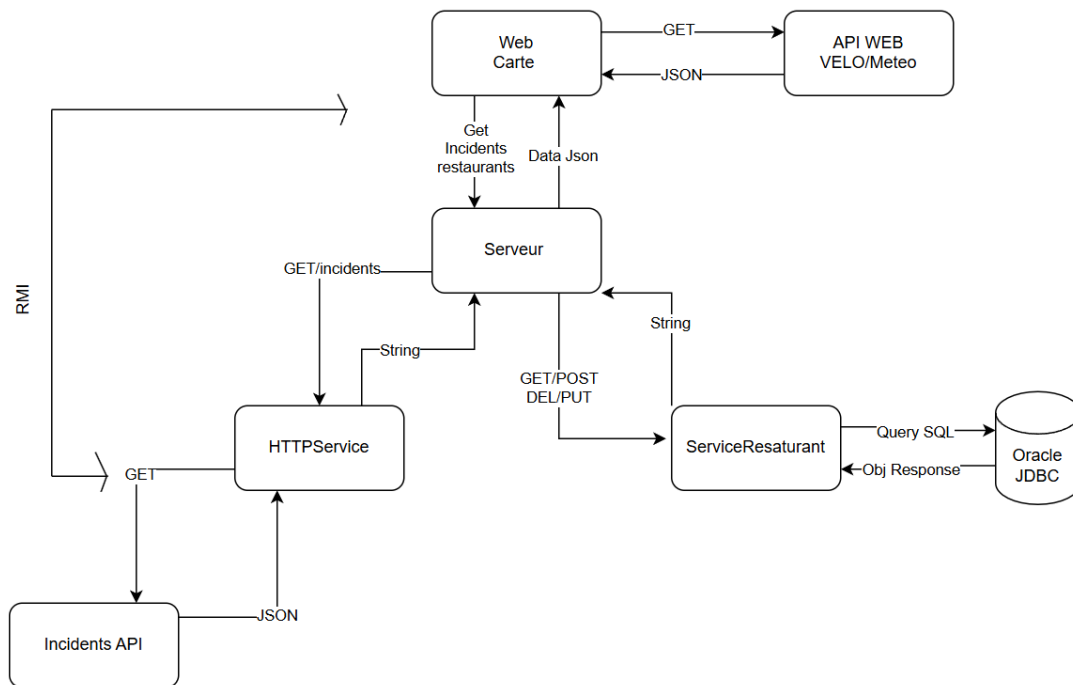 Web
Carte
GET
JSON
API WEB
VELO/Meteo
Get
Incidents
restaurants
Data Json
Serveur
GET/incidents
String
String
RMI
GET/POST
DEL/PUT
HTTPService
ServiceResaturant
Query SQL
Obj Response
Oracle
JDBC
GET
JSON
Incidents API